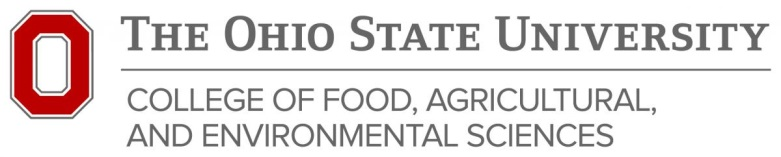 THE OHIO STATE UNIVERSITY
COLLEGE OF FOOD, AGRICULTURAL,
AND ENVIRONMENTAL SCIENCES